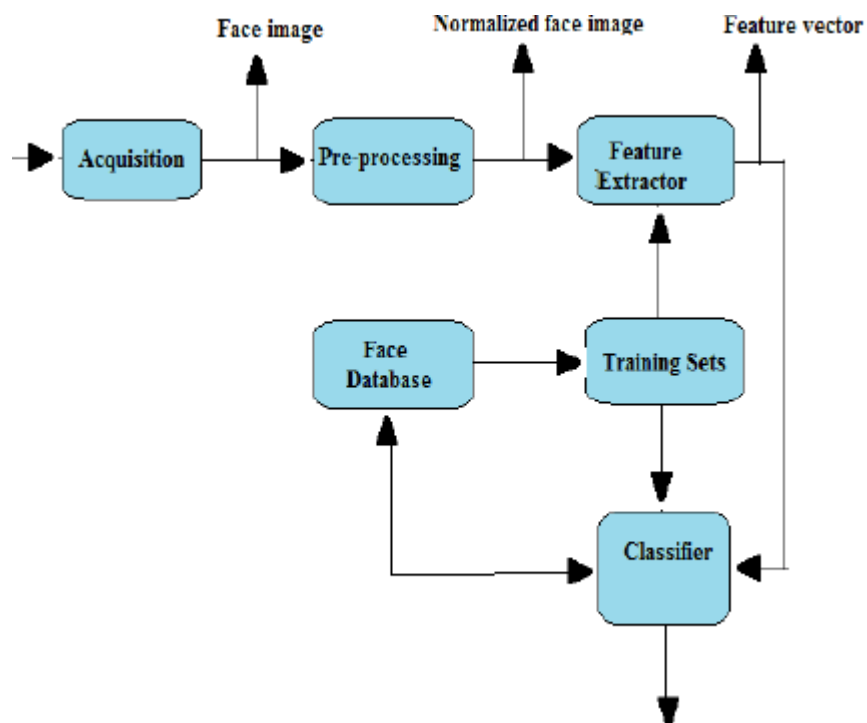 Face image
Normalized face image
Feature vector
Acquisition
Pre-processing
Feature
Extractor
Face
Database
Training Sets
Classifier